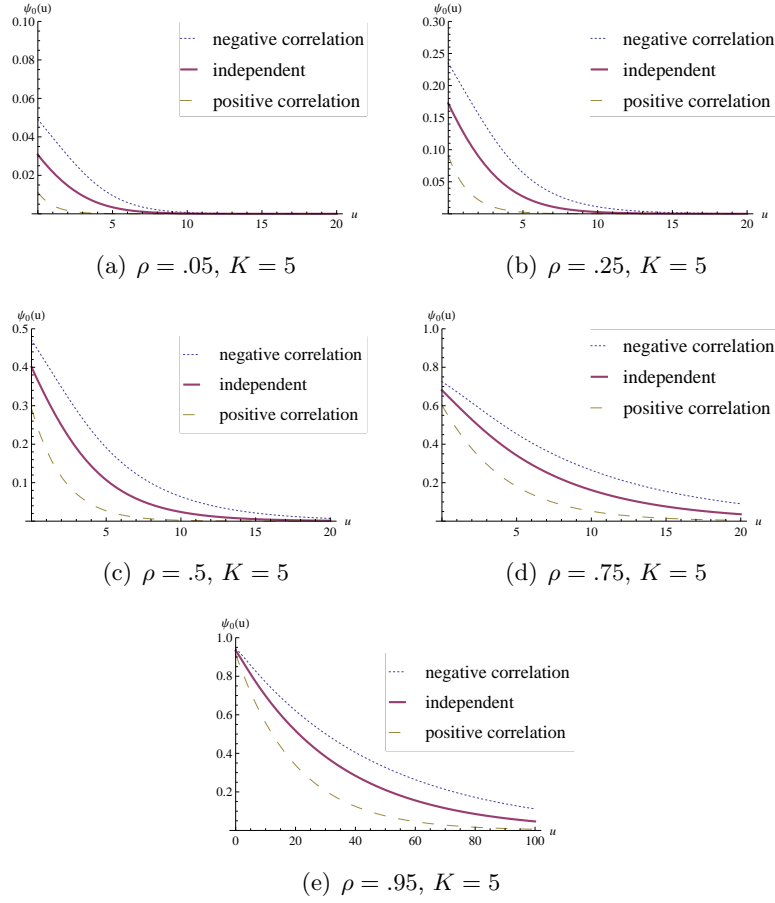 ψ₀(u)
0.10
0.08
0.06
0.04
0.02
5 10 15 20
u
negative correlation
independent
positive correlation
(a) ρ = .05, K = 5
ψ₀(u)
0.30
0.25
0.20
0.15
0.10
0.05
5 10 15 20
u
negative correlation
independent
positive correlation
(b) ρ = .25, K = 5
ψ₀(u)
0.5
0.4
0.3
0.2
0.1
5 10 15 20
u
negative correlation
independent
positive correlation
(c) ρ = .5, K = 5
ψ₀(u)
1.0
0.8
0.6
0.4
0.2
5 10 15 20
u
negative correlation
independent
positive correlation
(d) ρ = .75, K = 5
ψ₀(u)
1.0
0.8
0.6
0.4
0.2
0 20 40 60 80 100
u
negative correlation
independent
positive correlation
(e) ρ = .95, K = 5